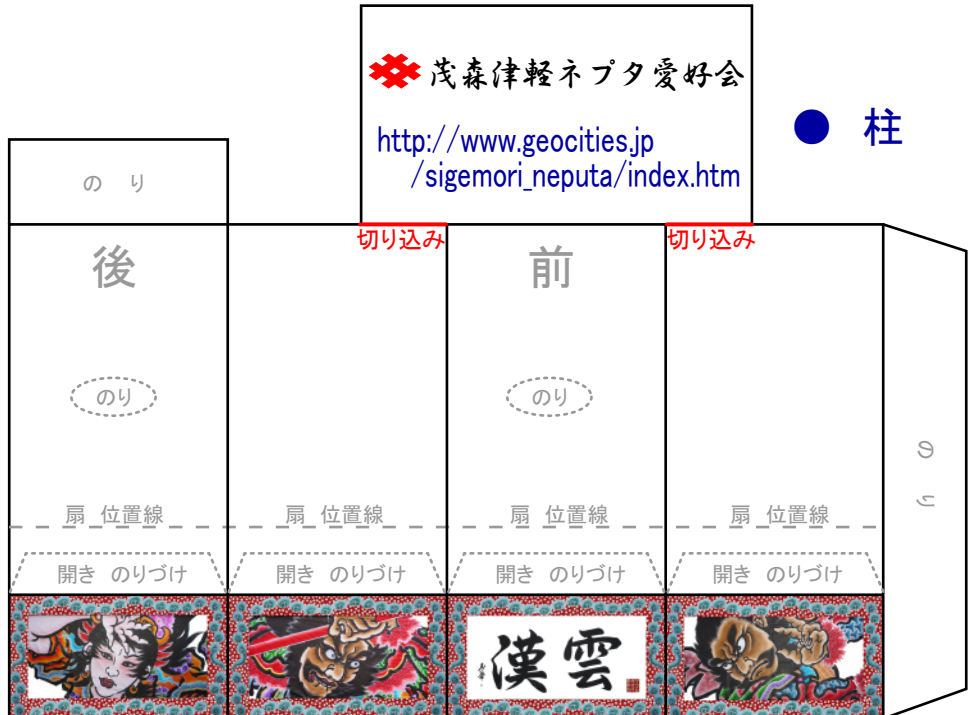 茂森津軽ネプタ愛好会
http://www.geocities.jp
/sigemori_neputa/index.htm
● 柱
のり
切り込み
切り込み
後
前
のり
のり
のり
扇 位置線
扇 位置線
扇 位置線
扇 位置線
開き のりづけ
開き のりづけ
開き のりづけ
開き のりづけ
漢雲